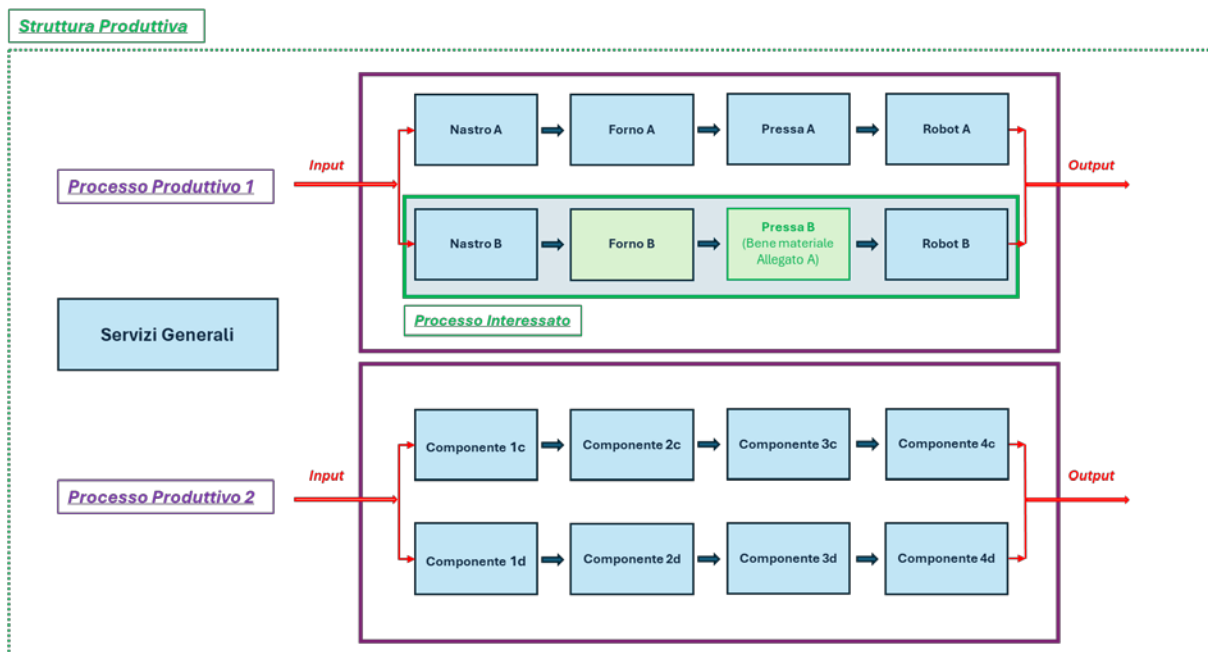 Struttura Produttiva
Nastro A
Forno A
Pressa A
Robot A
Input
Output
Processo Produttivo 1
Nastro B
Forno B
Pressa B
(Bene materiale
Allegato A)
Robot B
Processo Interessato
Servizi Generali
Componente 1c
Componente 2c
Componente 3c
Componente 4c
Input
Output
Processo Produttivo 2
Componente 1d
Componente 2d
Componente 3d
Componente 4d